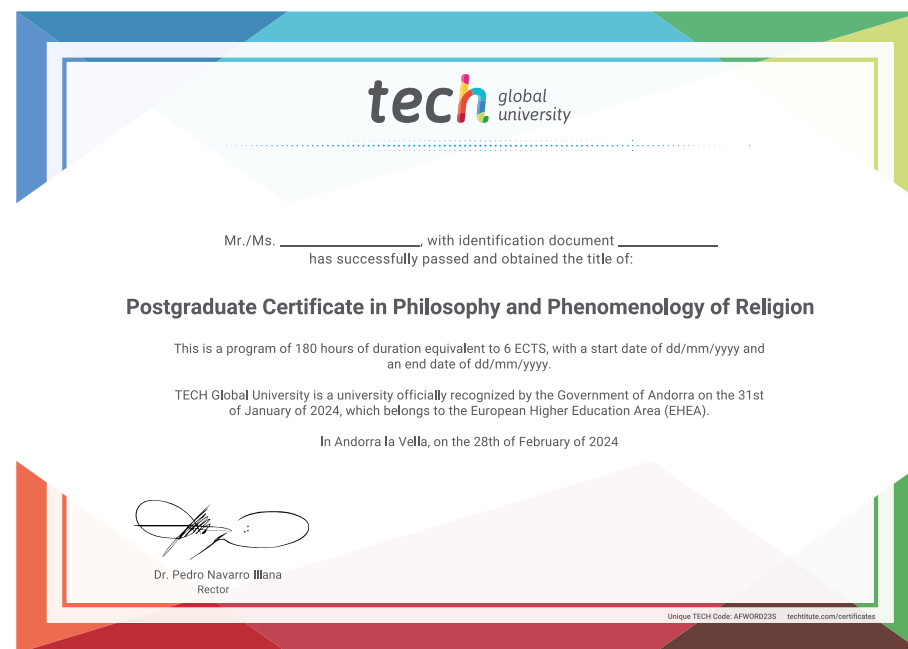 tech global university
Mr./Ms. ____________________, with identification document ______________
has successfully passed and obtained the title of:
Postgraduate Certificate in Philosophy and Phenomenology of Religion
This is a program of 180 hours of duration equivalent to 6 ECTS, with a start date of dd/mm/yyyy and
an end date of dd/mm/yyyy.
TECH Global University is a university officially recognized by the Government of Andorra on the 31st
of January of 2024, which belongs to the European Higher Education Area (EHEA).
In Andorra la Vella, on the 28th of February of 2024
Dr. Pedro Navarro Illana
Rector
Unique TECH Code: AFWORD23S techtitute.com/certificates